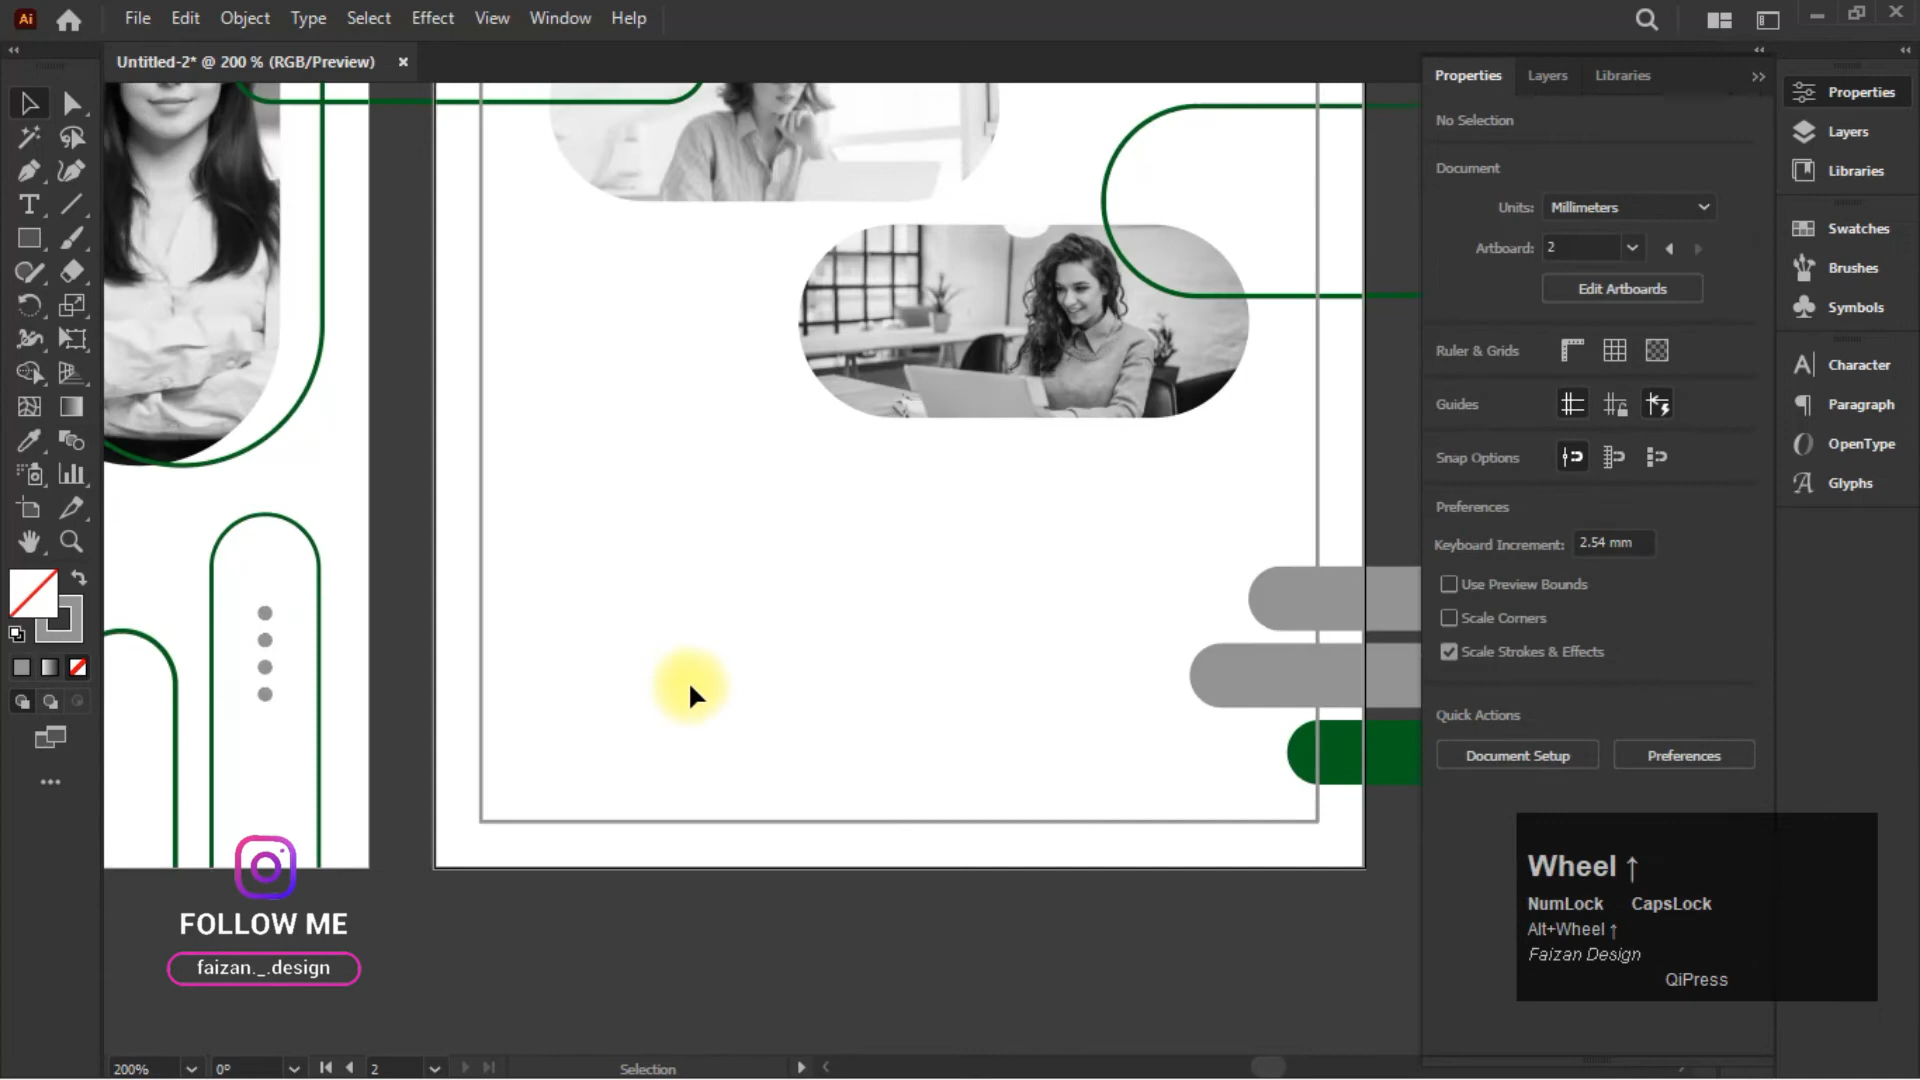 Ai
File Edit Object Type Select Effect View Window Help
Untitled-2* @ 200 % (RGB/Preview) ×
Properties Layers Libraries
No Selection
Document
Units: Millimeters
Artboard: 2
Edit Artboards
Ruler & Grids
Guides
Snap Options
Preferences
Keyboard Increment: 2.54 mm
Use Preview Bounds
Scale Corners
Scale Strokes & Effects
Quick Actions
Document Setup Preferences
Properties
Layers
Libraries
Swatches
Brushes
Symbols
Character
Paragraph
OpenType
Glyphs
FOLLOW ME
faizan._.design
Wheel ↑
NumLock CapsLock
Alt+Wheel ↑
Faizan Design
QiPress
200% 0° 2 Selection